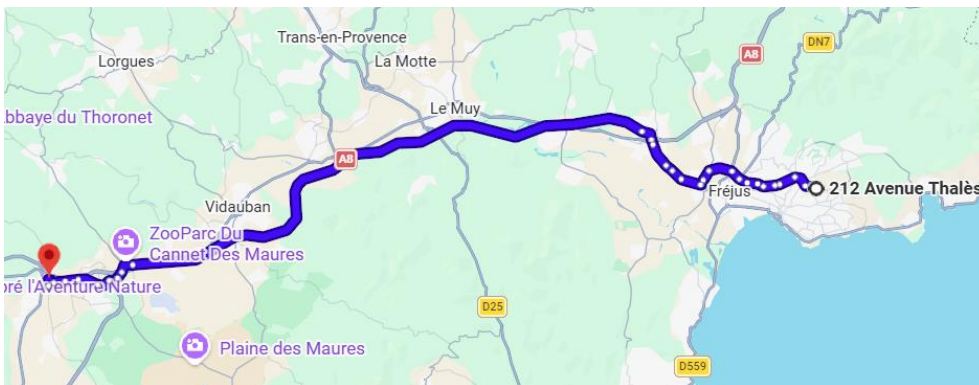 Trans-en-Provence
DN7
A8
Lorgues
La Motte
Abbaye du Thoronet
Le Muy
A8
212 Avenue Thalès
Fréjus
Vidauban
ZooParc Du
Cannet Des Maures
oré l'Aventure Nature
D25
Plaine des Maures
D559